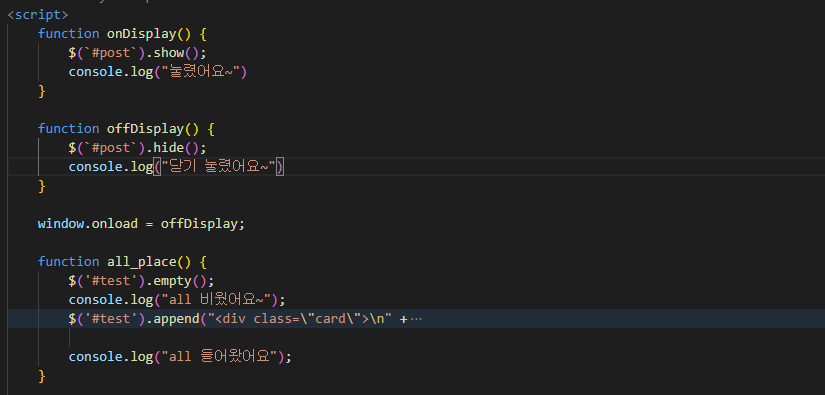 <script>
function onDisplay() {
$(`#post`).show();
console.log("눌렸어요~")
}
function offDisplay() {
$(`#post`).hide();
console.log("닫기 눌렸어요~")
}
window.onload = offDisplay;
function all_place() {
$('#test').empty();
console.log("all 비웠어요~");
$('#test').append("<div class=\"card\">\n" + ···
console.log("all 들어왔어요");
}